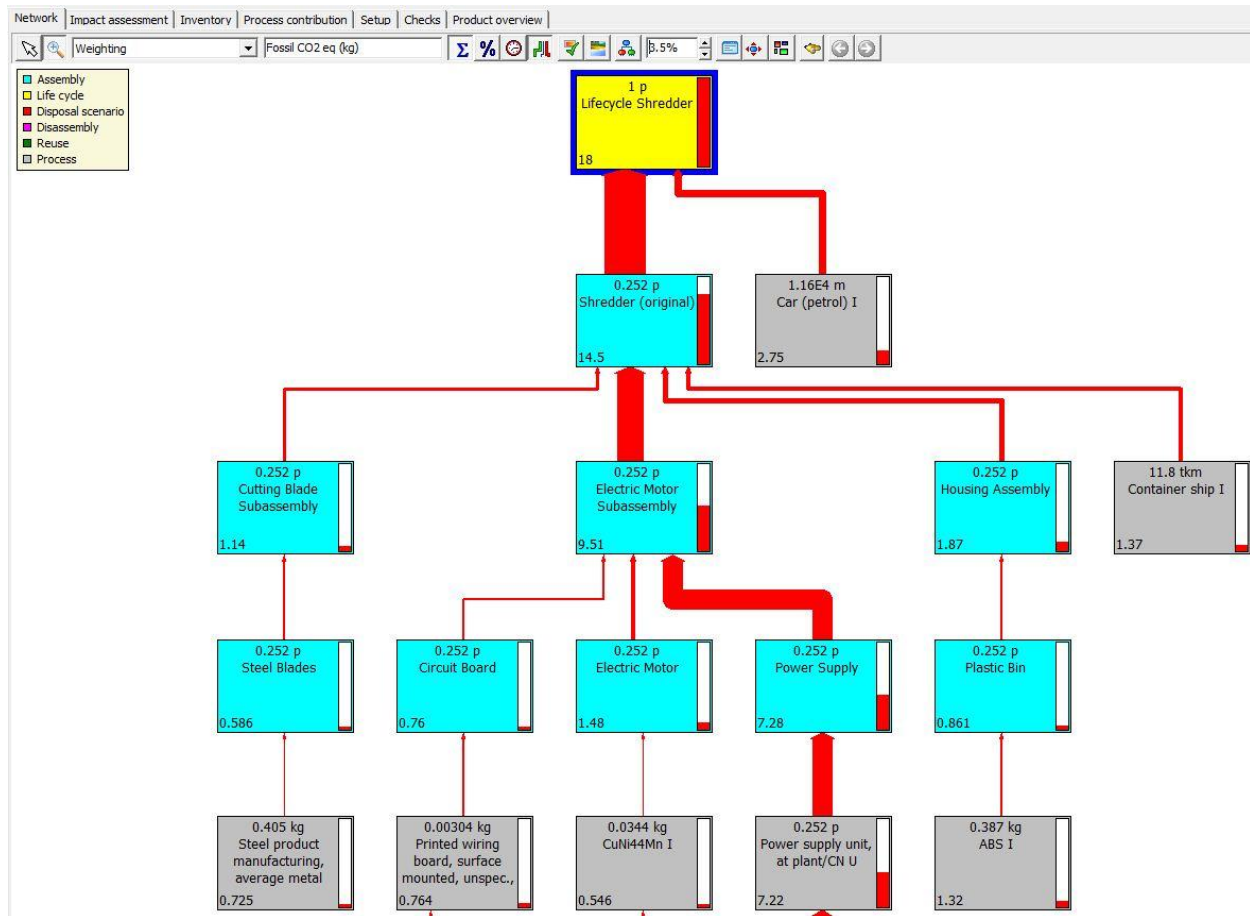 Network
Impact assessment
Inventory
Process contribution
Setup
Checks
Product overview
Weighting
Fossil CO2 eq (kg)
Σ
%
3.5%
Assembly
Life cycle
Disposal scenario
Disassembly
Reuse
Process
1 p
Lifecycle Shredder
18
0.252 p
Shredder (original)
14.5
1.16E4 m
Car (petrol) I
2.75
0.252 p
Cutting Blade
Subassembly
1.14
0.252 p
Electric Motor
Subassembly
9.51
0.252 p
Housing Assembly
1.87
11.8 tkm
Container ship I
1.37
0.252 p
Steel Blades
0.586
0.252 p
Circuit Board
0.76
0.252 p
Electric Motor
1.48
0.252 p
Power Supply
7.28
0.252 p
Plastic Bin
0.861
0.405 kg
Steel product
manufacturing,
average metal
0.725
0.00304 kg
Printed wiring
board, surface
mounted, unspec.,
0.764
0.0344 kg
CuNi44Mn I
0.546
0.252 p
Power supply unit,
at plant/CN U
7.22
0.387 kg
ABS I
1.32